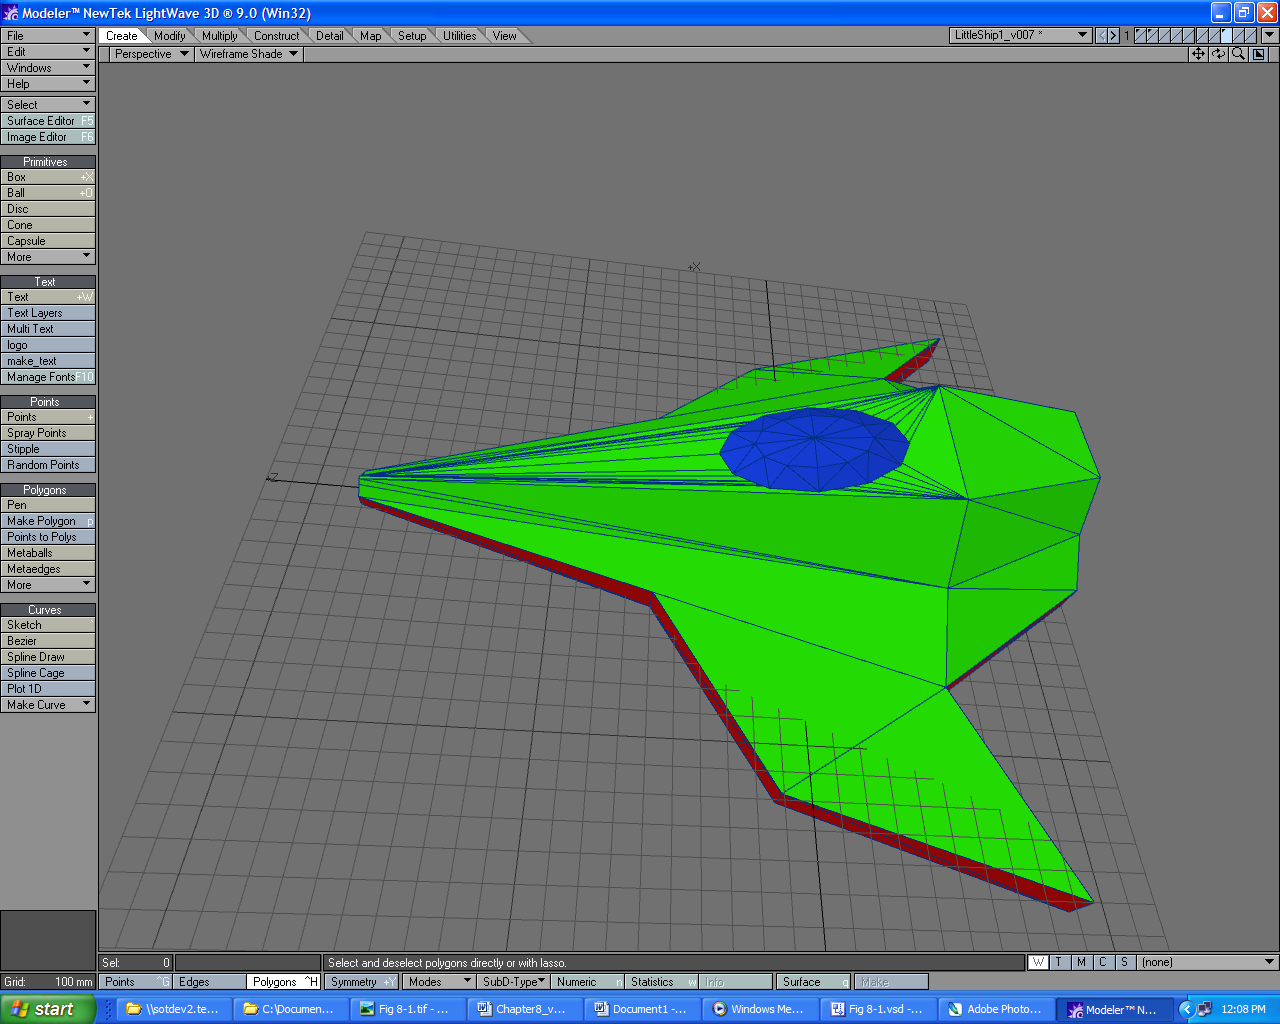 Modeler™ NewTek LightWave 3D ® 9.0 (Win32)
File
Create Modify Multiply Construct Detail Map Setup Utilities View
LittleShip1_v007 *
1
Edit
Perspective
Wireframe Shade
Windows
Help
Select
Surface Editor F5
Image Editor F6
Primitives
Box +X
Ball +O
Disc
Cone
Capsule
More
Text
Text +W
Text Layers
Multi Text
logo
make_text
Manage Fonts F10
Points
Points +
Spray Points
Stipple
Random Points
Polygons
Pen
Make Polygon p
Points to Polys
Metaballs
Metaedges
More
Curves
Sketch `
Bezier
Spline Draw
Spline Cage
Plot 1D
Make Curve
+X
Sel: 0
Select and deselect polygons directly or with lasso.
W T M C S (none)
Grid: 100 mm
Points ^G Edges Polygons ^H Symmetry +Y Modes SubD-Type Numeric n Statistics w Info Surface q Make
start
\\sotdev2.te...
C:\Documen...
Fig 8-1.tif - ...
Chapter8_v...
Document1 -...
Windows Me...
Fig 8-1.vsd -...
Adobe Photo...
Modeler™ N...
12:08 PM